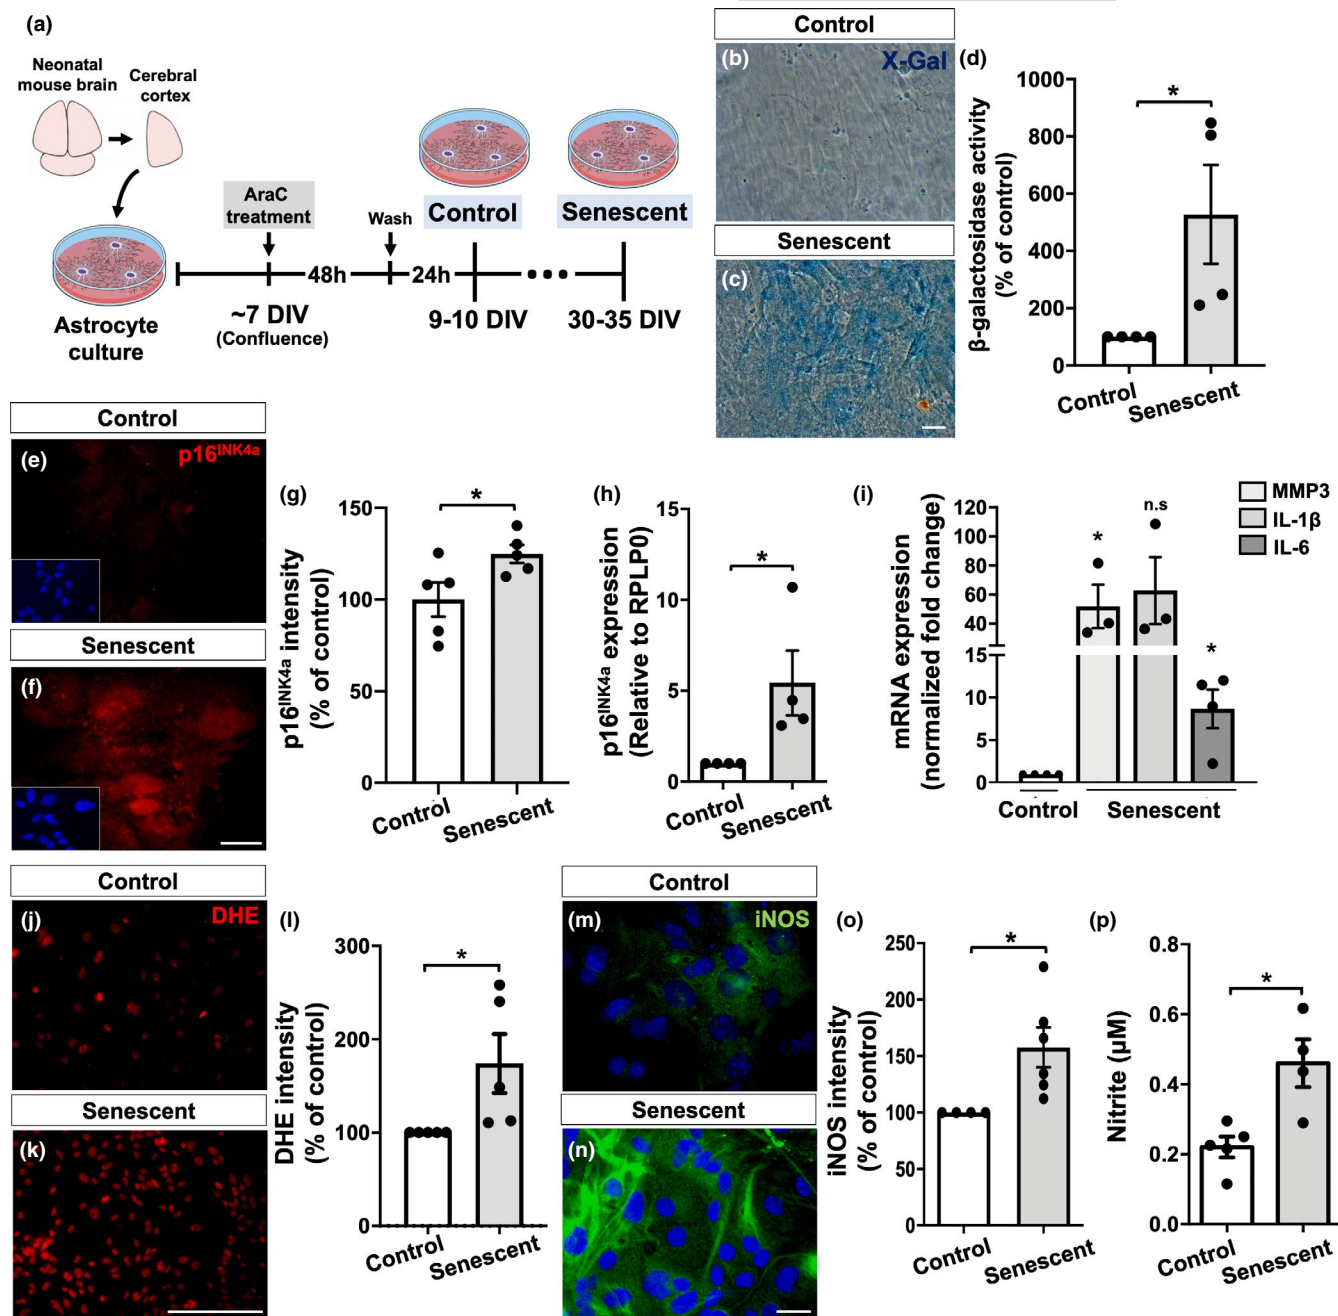 (a)
Neonatal
mouse brain
Cerebral
cortex
AraC
treatment
Wash
Control
Senescent
48h
24h
Astrocyte
culture
~7 DIV
(Confluence)
9-10 DIV
30-35 DIV
Control
(b)
X-Gal
Senescent
(c)
(d)
β-galactosidase activity
(% of control)
1000
800
600
400
200
0
*
Control
Senescent
Control
(e)
p16INK4a
Senescent
(f)
(g)
p16INK4a intensity
(% of control)
150
100
50
0
*
Control
Senescent
(h)
p16INK4a expression
(Relative to RPLP0)
15
10
5
0
*
Control
Senescent
(i)
mRNA expression
(normalized fold change)
120
100
80
60
40
15
10
5
0
*
n.s
*
MMP3
IL-1β
IL-6
Control
Senescent
Control
(j)
DHE
Senescent
(k)
(l)
DHE intensity
(% of control)
300
200
100
0
*
Control
Senescent
Control
(m)
iNOS
Senescent
(n)
(o)
iNOS intensity
(% of control)
250
200
150
100
50
0
*
Control
Senescent
(p)
Nitrite (μM)
0.8
0.6
0.4
0.2
0.0
*
Control
Senescent